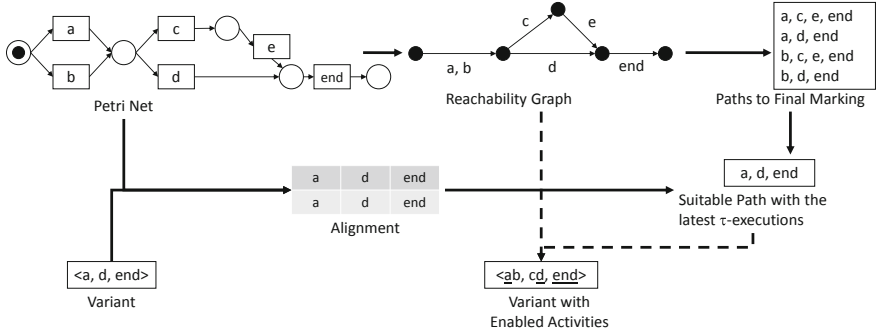 a
c
e
b
d
end
Petri Net
c
e
a, b
d
end
Reachability Graph
a, c, e, end
a, d, end
b, c, e, end
b, d, end
Paths to Final Marking
a d end
a d end
Alignment
a, d, end
Suitable Path with the
latest τ-executions
<a, d, end>
Variant
<ab, cd, end>
Variant with
Enabled Activities